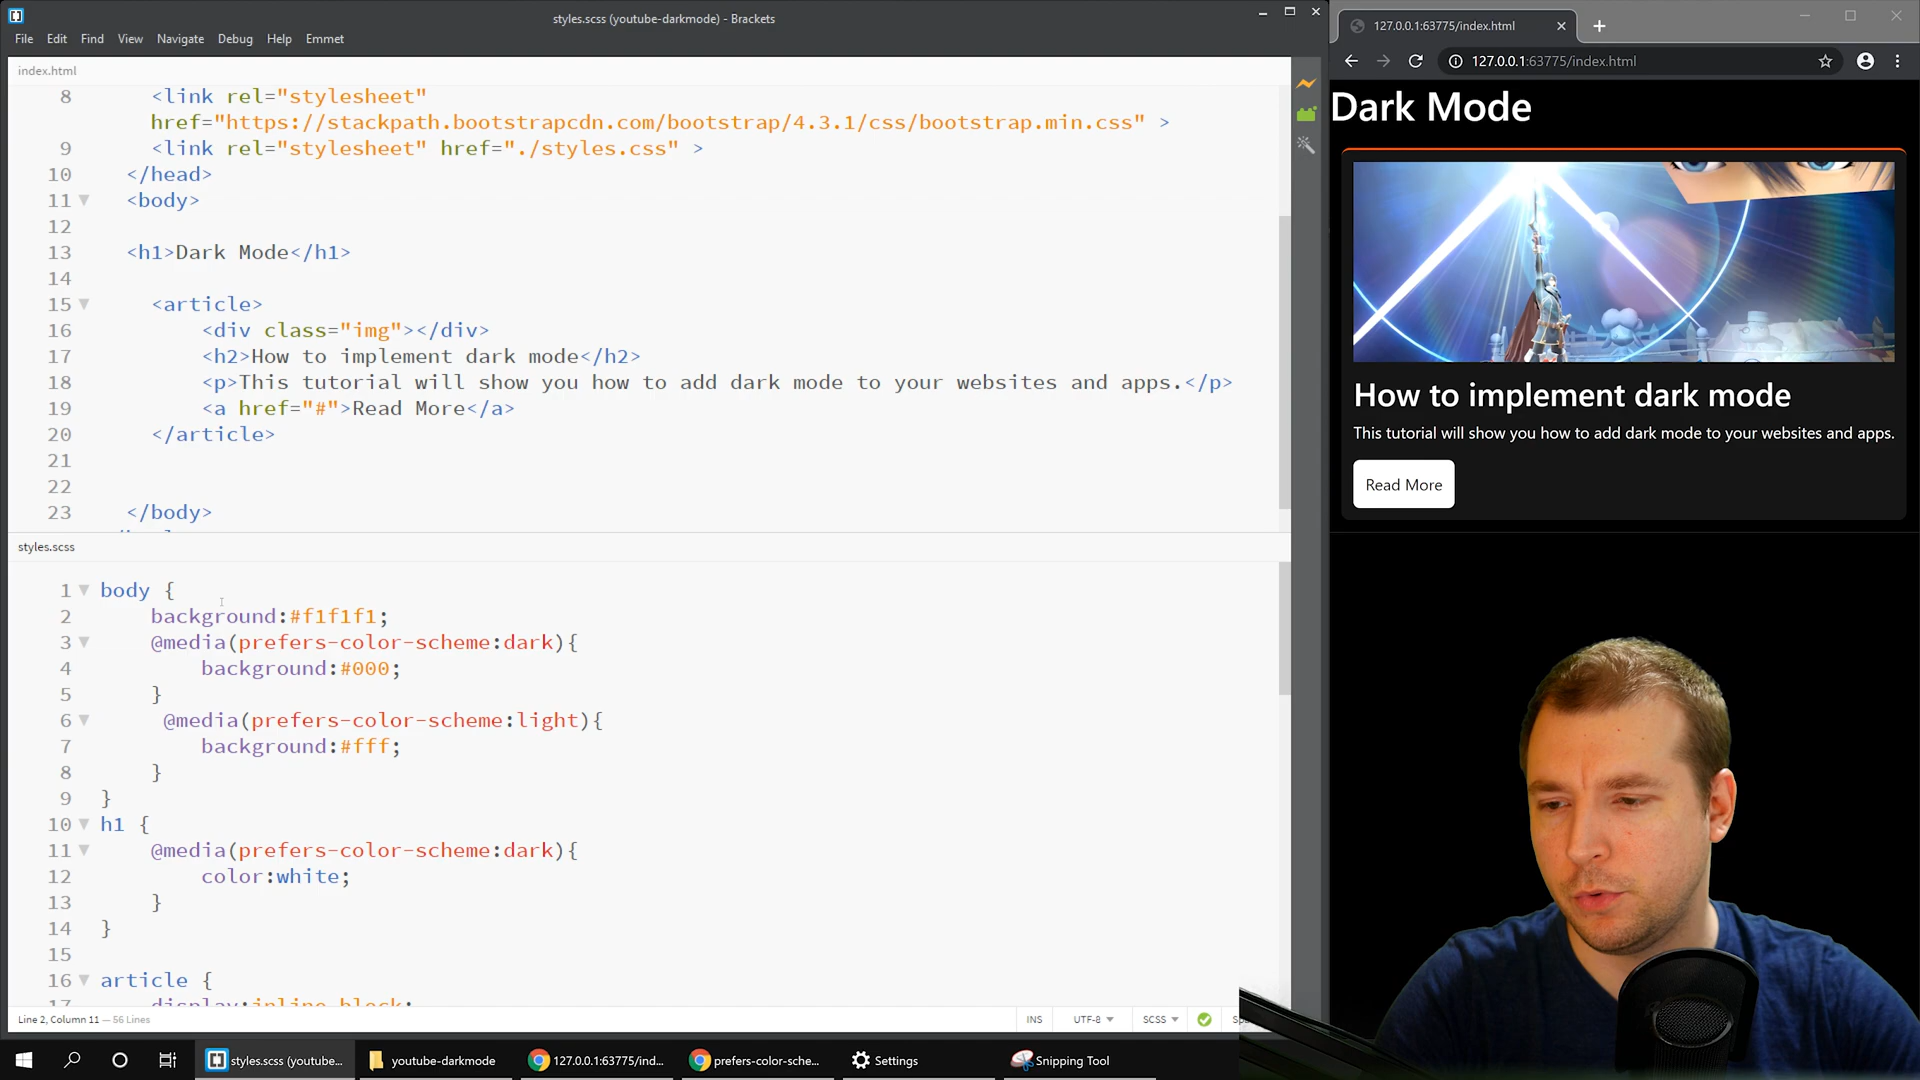 styles.scss (youtube-darkmode) - Brackets
File Edit Find View Navigate Debug Help Emmet
index.html
8 <link rel="stylesheet"
href="https://stackpath.bootstrapcdn.com/bootstrap/4.3.1/css/bootstrap.min.css" >
9 <link rel="stylesheet" href="./styles.css" >
10 </head>
11 <body>
12
13 <h1>Dark Mode</h1>
14
15 <article>
16 <div class="img"></div>
17 <h2>How to implement dark mode</h2>
18 <p>This tutorial will show you how to add dark mode to your websites and apps.</p>
19 <a href="#">Read More</a>
20 </article>
21
22
23 </body>
styles.scss
1 body {
2 background:#f1f1f1;
3 @media(prefers-color-scheme:dark){
4 background:#000;
5 }
6 @media(prefers-color-scheme:light){
7 background:#fff;
8 }
9 }
10 h1 {
11 @media(prefers-color-scheme:dark){
12 color:white;
13 }
14 }
15
16 article {
17 display:inline-block;
Line 2, Column 11 — 56 Lines
INS UTF-8 SCSS
127.0.0.1:63775/index.html
127.0.0.1:63775/index.html
Dark Mode
How to implement dark mode
This tutorial will show you how to add dark mode to your websites and apps.
Read More
styles.scss (youtube... youtube-darkmode 127.0.0.1:63775/ind... prefers-color-sche... Settings Snipping Tool